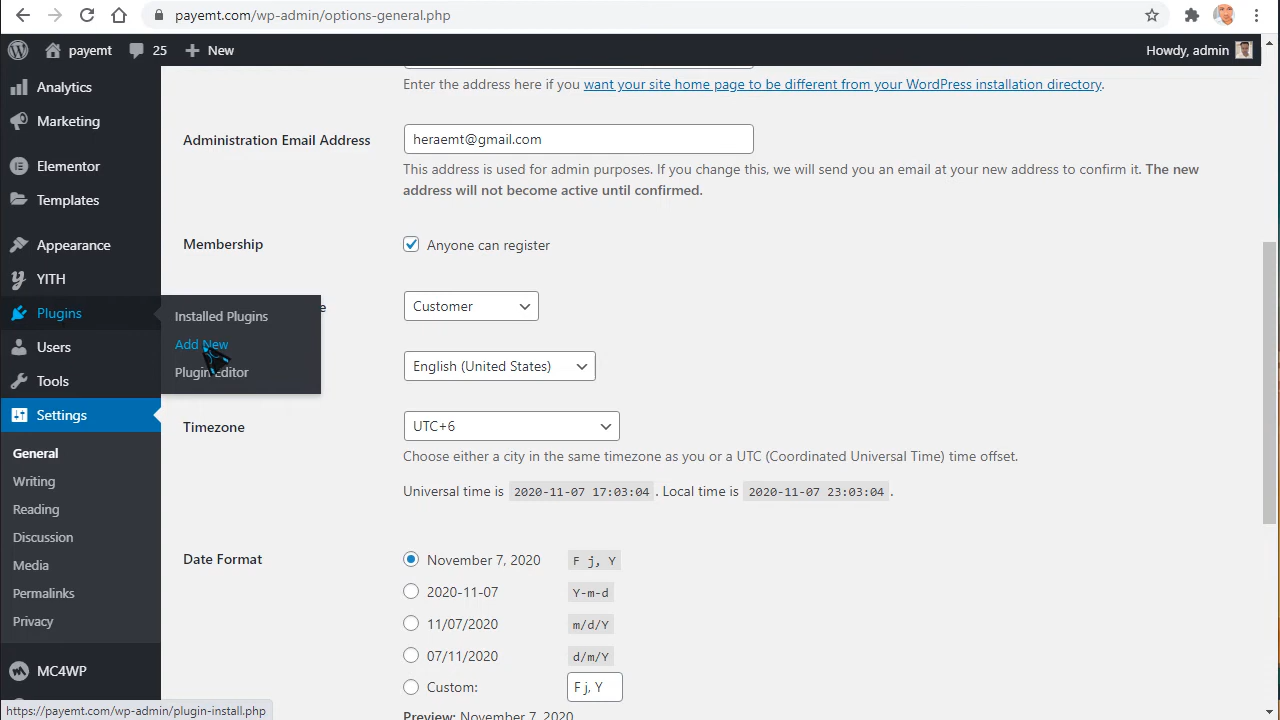 payemt.com/wp-admin/options-general.php
payemt
25
New
Howdy, admin
Analytics
Marketing
Elementor
Templates
Appearance
YITH
Plugins
Installed Plugins
Add New
Plugin Editor
Users
Tools
Settings
General
Writing
Reading
Discussion
Media
Permalinks
Privacy
MC4WP
https://payemt.com/wp-admin/plugin-install.php
Enter the address here if you want your site home page to be different from your WordPress installation directory.
Administration Email Address
heraemt@gmail.com
This address is used for admin purposes. If you change this, we will send you an email at your new address to confirm it. The new
address will not become active until confirmed.
Membership
Anyone can register
Customer
English (United States)
Timezone
UTC+6
Choose either a city in the same timezone as you or a UTC (Coordinated Universal Time) time offset.
Universal time is 2020-11-07 17:03:04 . Local time is 2020-11-07 23:03:04 .
Date Format
November 7, 2020 F j, Y
2020-11-07 Y-m-d
11/07/2020 m/d/Y
07/11/2020 d/m/Y
Custom: F j, Y
Preview: November 7, 2020